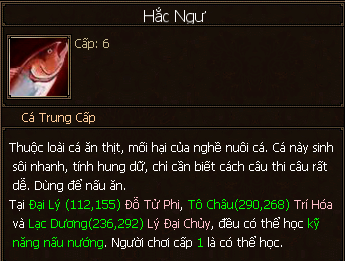 Hắc Ngư
Cấp: 6
Cá Trung Cấp
Thuộc loài cá ăn thịt, mối hại của nghề nuôi cá. Cá này sinh
sôi nhanh, tính hung dữ, chỉ cần biết cách câu thì câu rất
dễ. Dùng để nấu ăn.
Tại Đại Lý (112,155) Đỗ Tử Phi, Tô Châu(290,268) Trí Hóa
và Lạc Dương(236,292) Lý Đại Chủy, đều có thể học kỹ
năng nấu nướng. Người chơi cấp 1 là có thể học.